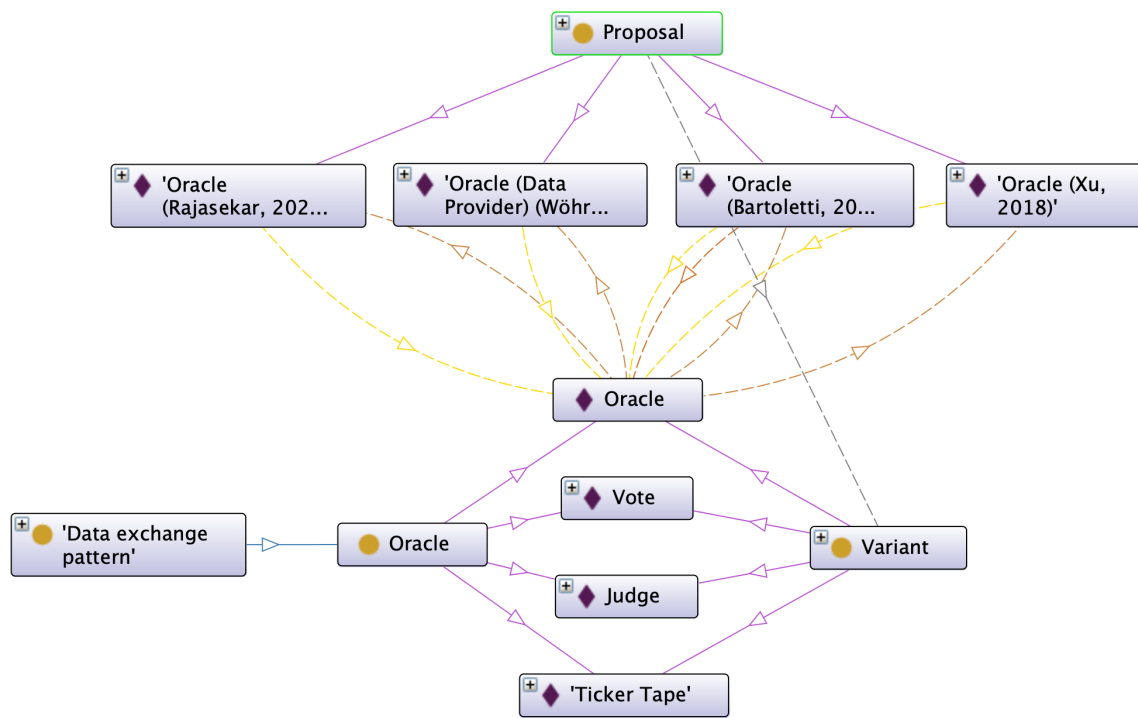 Proposal
'Oracle
(Rajasekar, 202...
'Oracle (Data
Provider) (Wöhr...
'Oracle
(Bartoletti, 20...
'Oracle (Xu,
2018)'
Oracle
Vote
'Data exchange
pattern'
Oracle
Variant
Judge
'Ticker Tape'